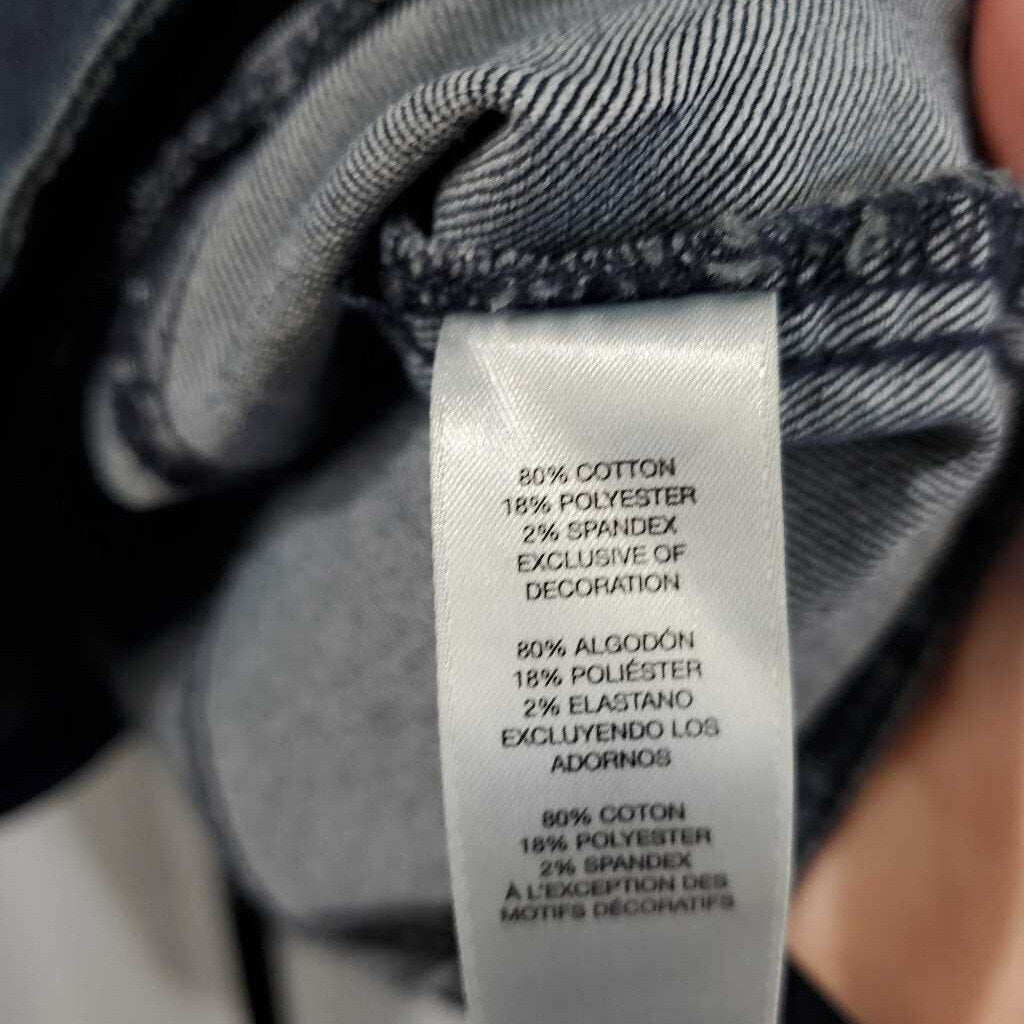 80% COTTON
18% POLYESTER
2% SPANDEX
EXCLUSIVE OF
DECORATION
80% ALGODÓN
18% POLIÉSTER
2% ELASTANO
EXCLUYENDO LOS
ADORNOS
80% COTON
18% POLYESTER
2% SPANDEX
À L'EXCEPTION DES
MOTIFS DÉCORATIFS